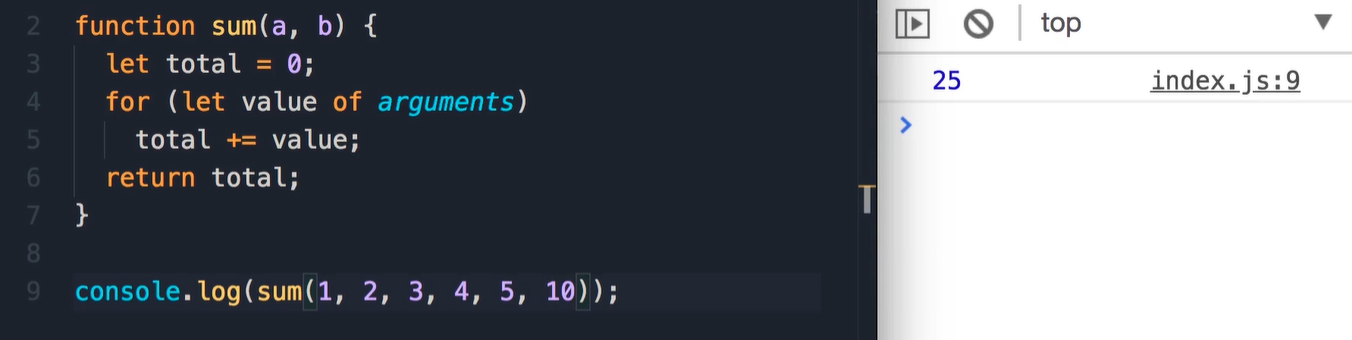 2 function sum(a, b) {
3 let total = 0;
4 for (let value of arguments)
5 total += value;
6 return total;
7 }
8
9 console.log(sum(1, 2, 3, 4, 5, 10));
top
25 index.js:9